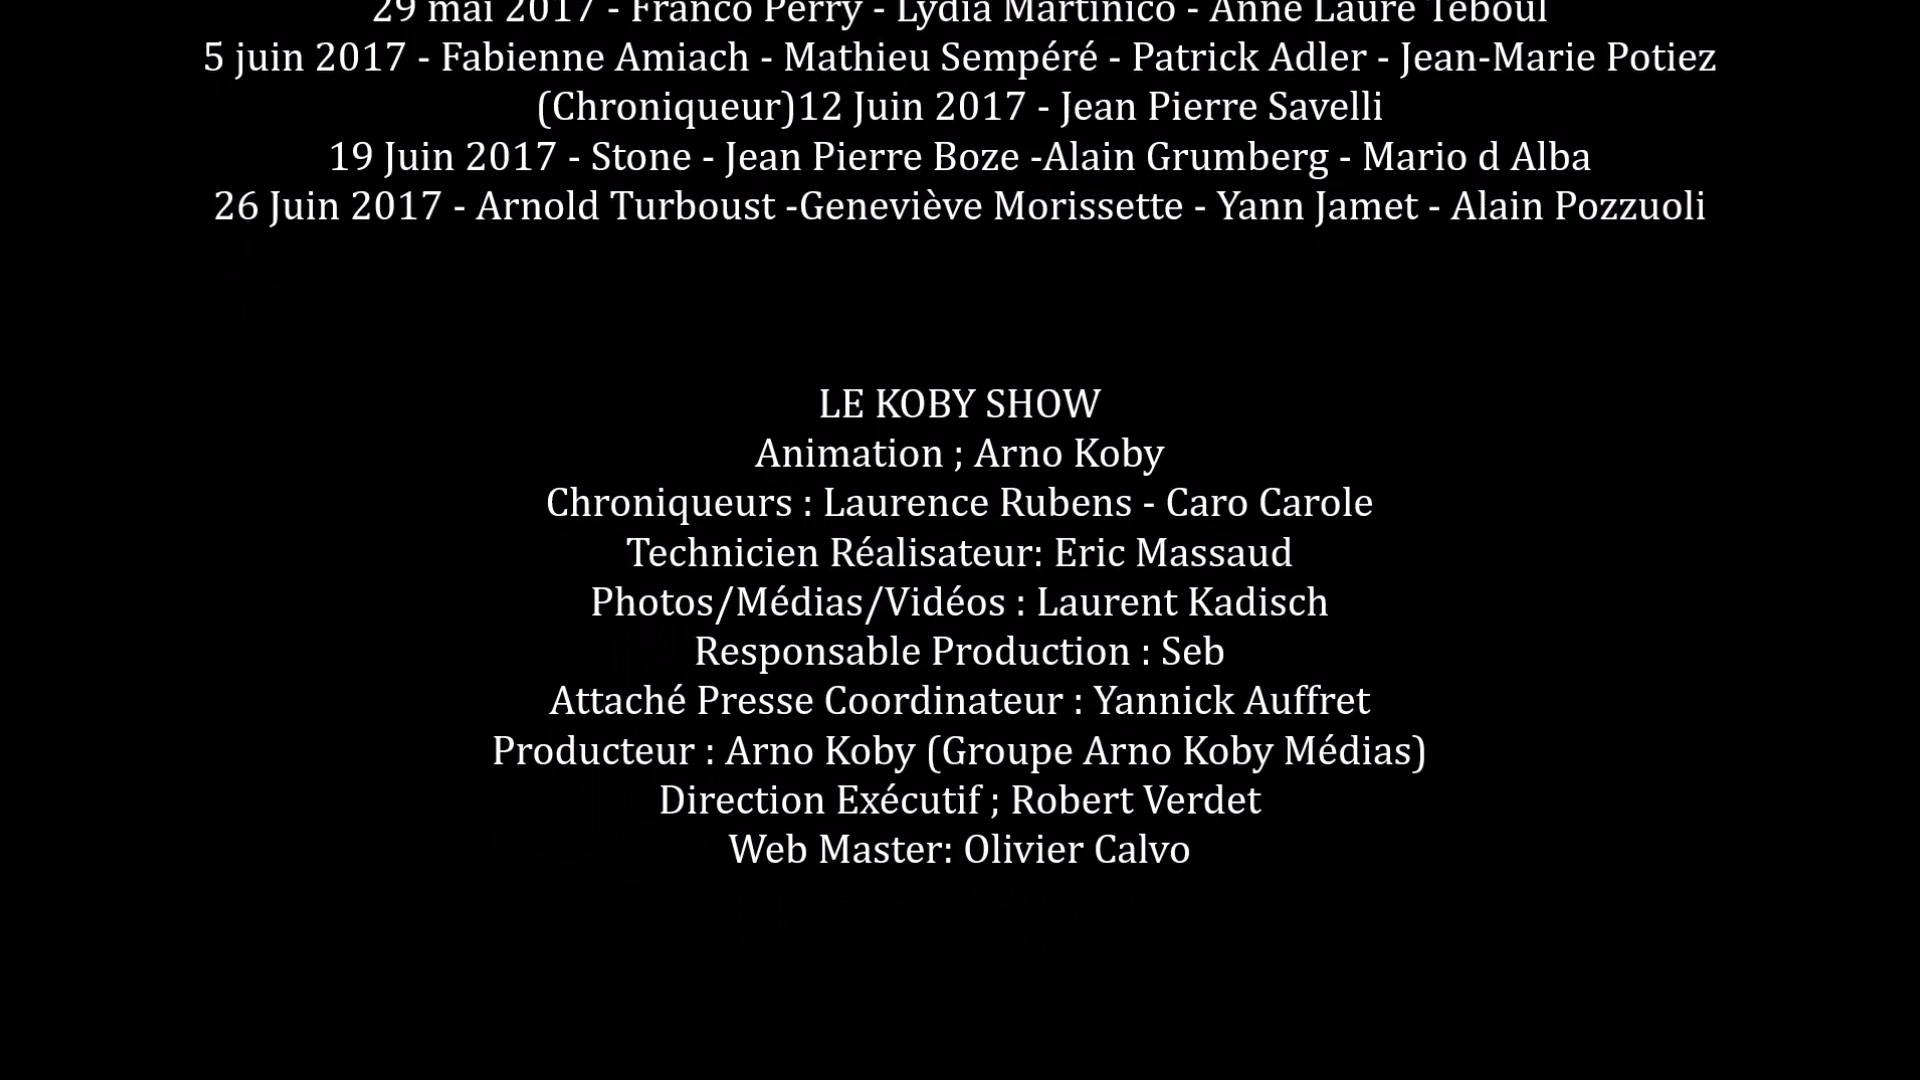 29 mai 2017 - Franco Perry - Lydia Martinico - Anne Laure Teboul
5 juin 2017 - Fabienne Amiach - Mathieu Sempéré - Patrick Adler - Jean-Marie Potiez
(Chroniqueur)12 Juin 2017 - Jean Pierre Savelli
19 Juin 2017 - Stone - Jean Pierre Boze -Alain Grumberg - Mario d Alba
26 Juin 2017 - Arnold Turboust -Geneviève Morissette - Yann Jamet - Alain Pozzuoli
LE KOBY SHOW
Animation ; Arno Koby
Chroniqueurs : Laurence Rubens - Caro Carole
Technicien Réalisateur: Eric Massaud
Photos/Médias/Vidéos : Laurent Kadisch
Responsable Production : Seb
Attaché Presse Coordinateur : Yannick Auffret
Producteur : Arno Koby (Groupe Arno Koby Médias)
Direction Exécutif ; Robert Verdet
Web Master: Olivier Calvo